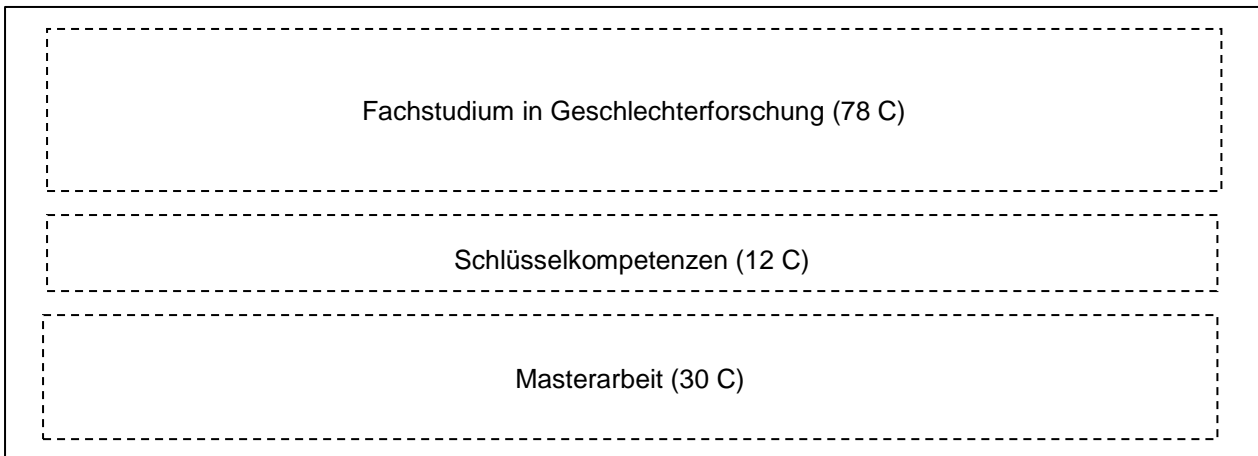 Fachstudium in Geschlechterforschung (78 C)
Schlüsselkompetenzen (12 C)
Masterarbeit (30 C)